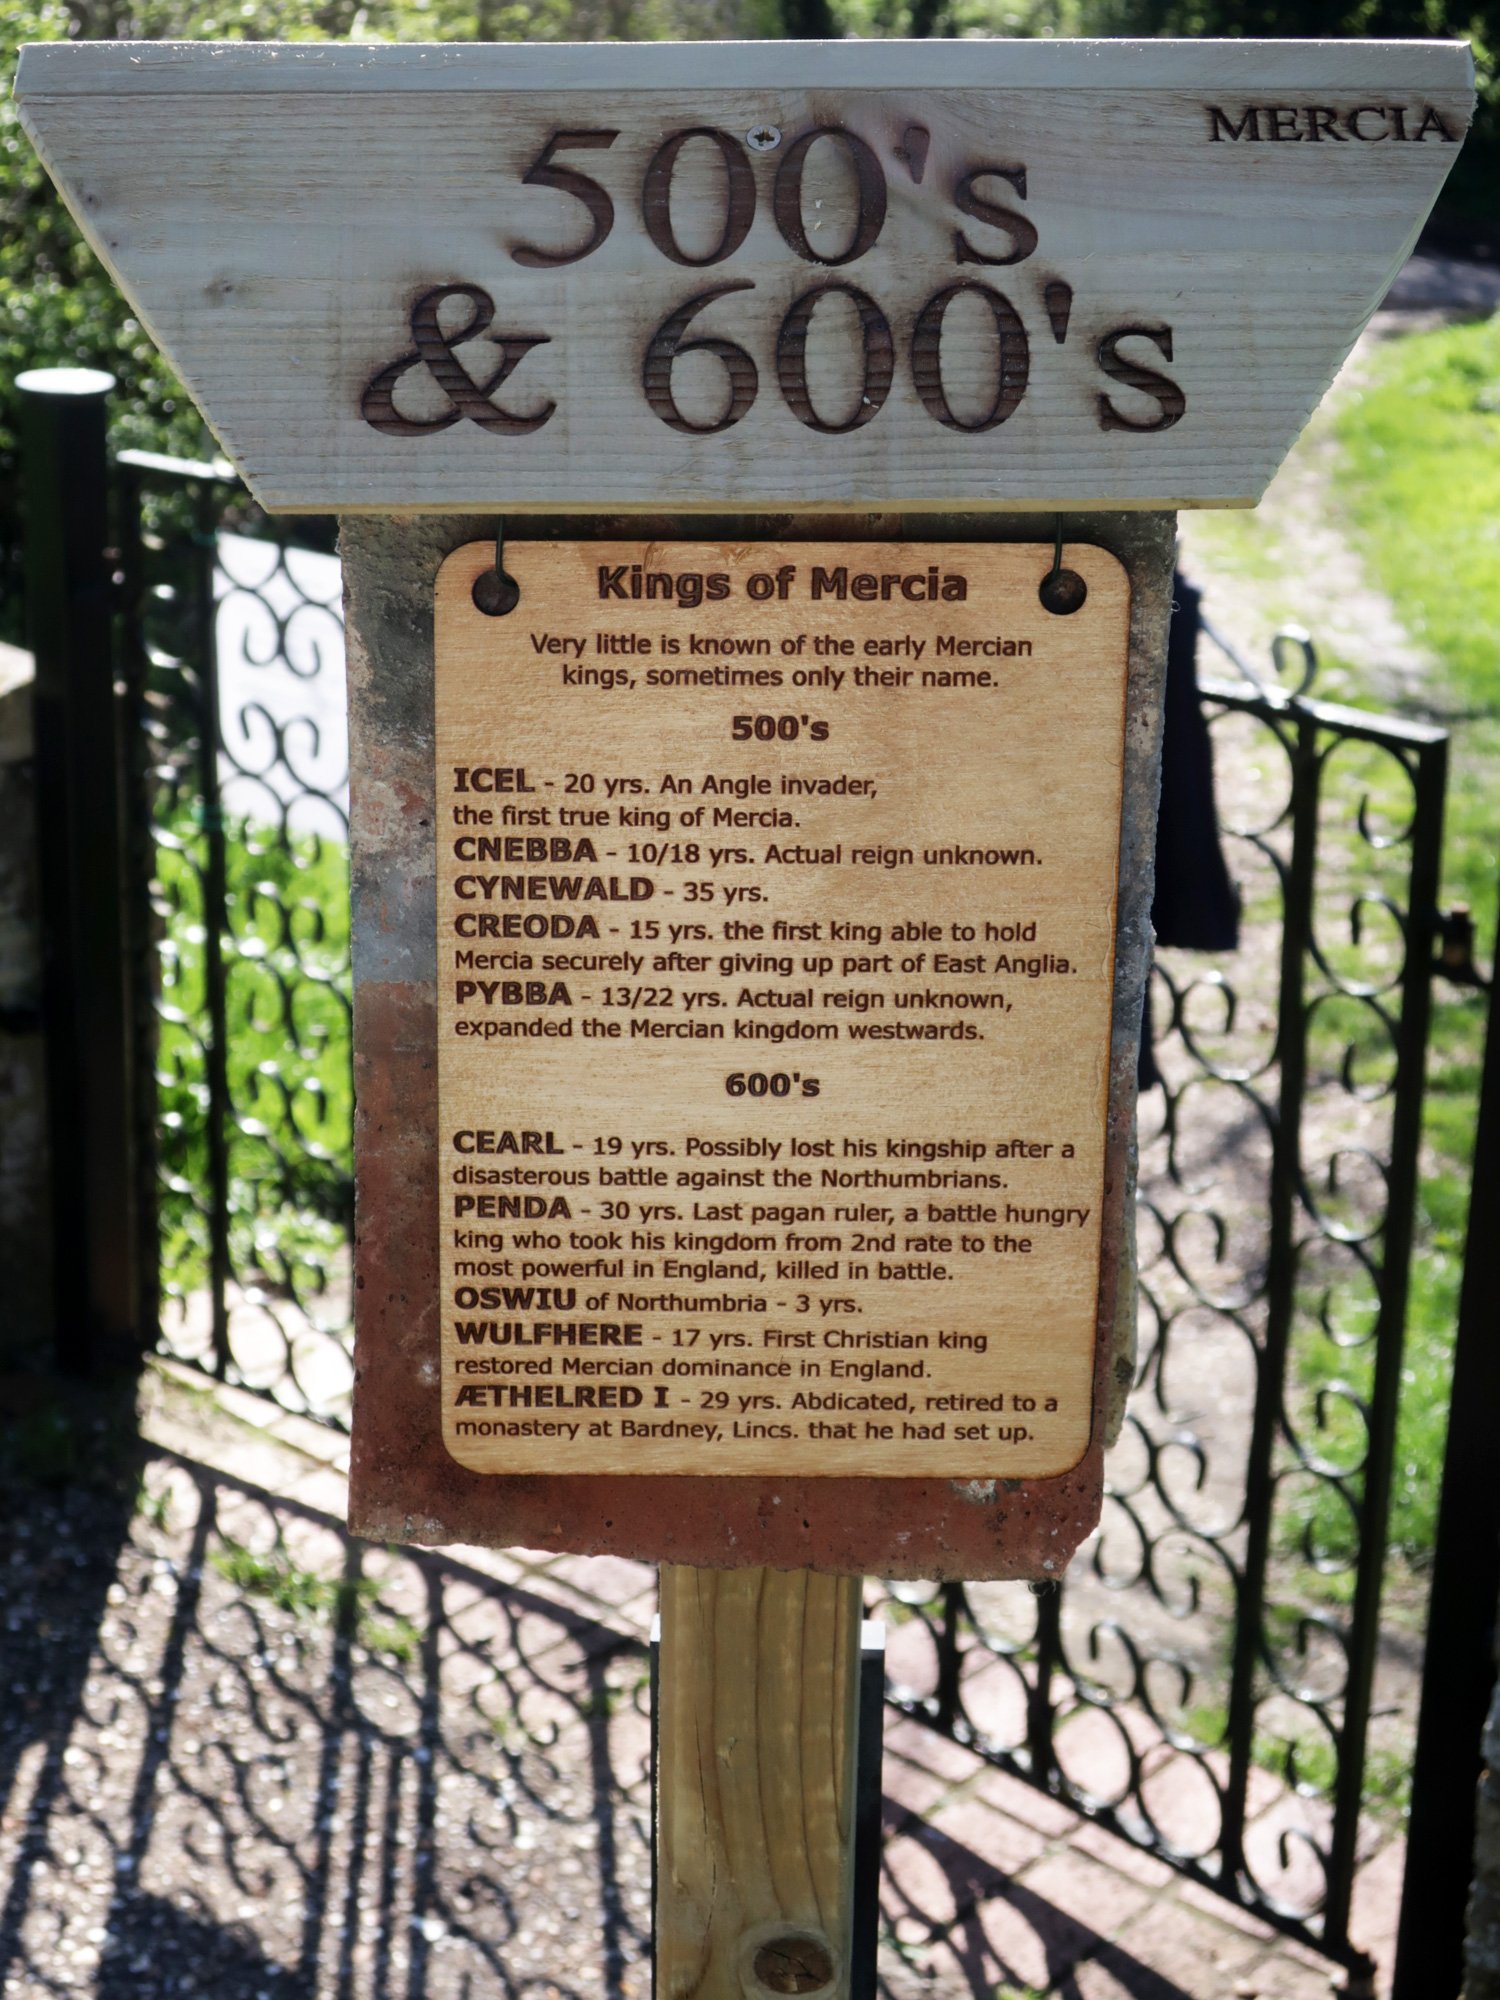 MERCIA
500's
& 600's
Kings of Mercia
Very little is known of the early Mercian
kings, sometimes only their name.
500's
ICEL - 20 yrs. An Angle invader,
the first true king of Mercia.
CNEBBA - 10/18 yrs. Actual reign unknown.
CYNEWALD - 35 yrs.
CREODA - 15 yrs. the first king able to hold
Mercia securely after giving up part of East Anglia.
PYBBA - 13/22 yrs. Actual reign unknown,
expanded the Mercian kingdom westwards.
600's
CEARL - 19 yrs. Possibly lost his kingship after a
disasterous battle against the Northumbrians.
PENDA - 30 yrs. Last pagan ruler, a battle hungry
king who took his kingdom from 2nd rate to the
most powerful in England, killed in battle.
OSWIU of Northumbria - 3 yrs.
WULFHERE - 17 yrs. First Christian king
restored Mercian dominance in England.
ÆTHELRED I - 29 yrs. Abdicated, retired to a
monastery at Bardney, Lincs. that he had set up.